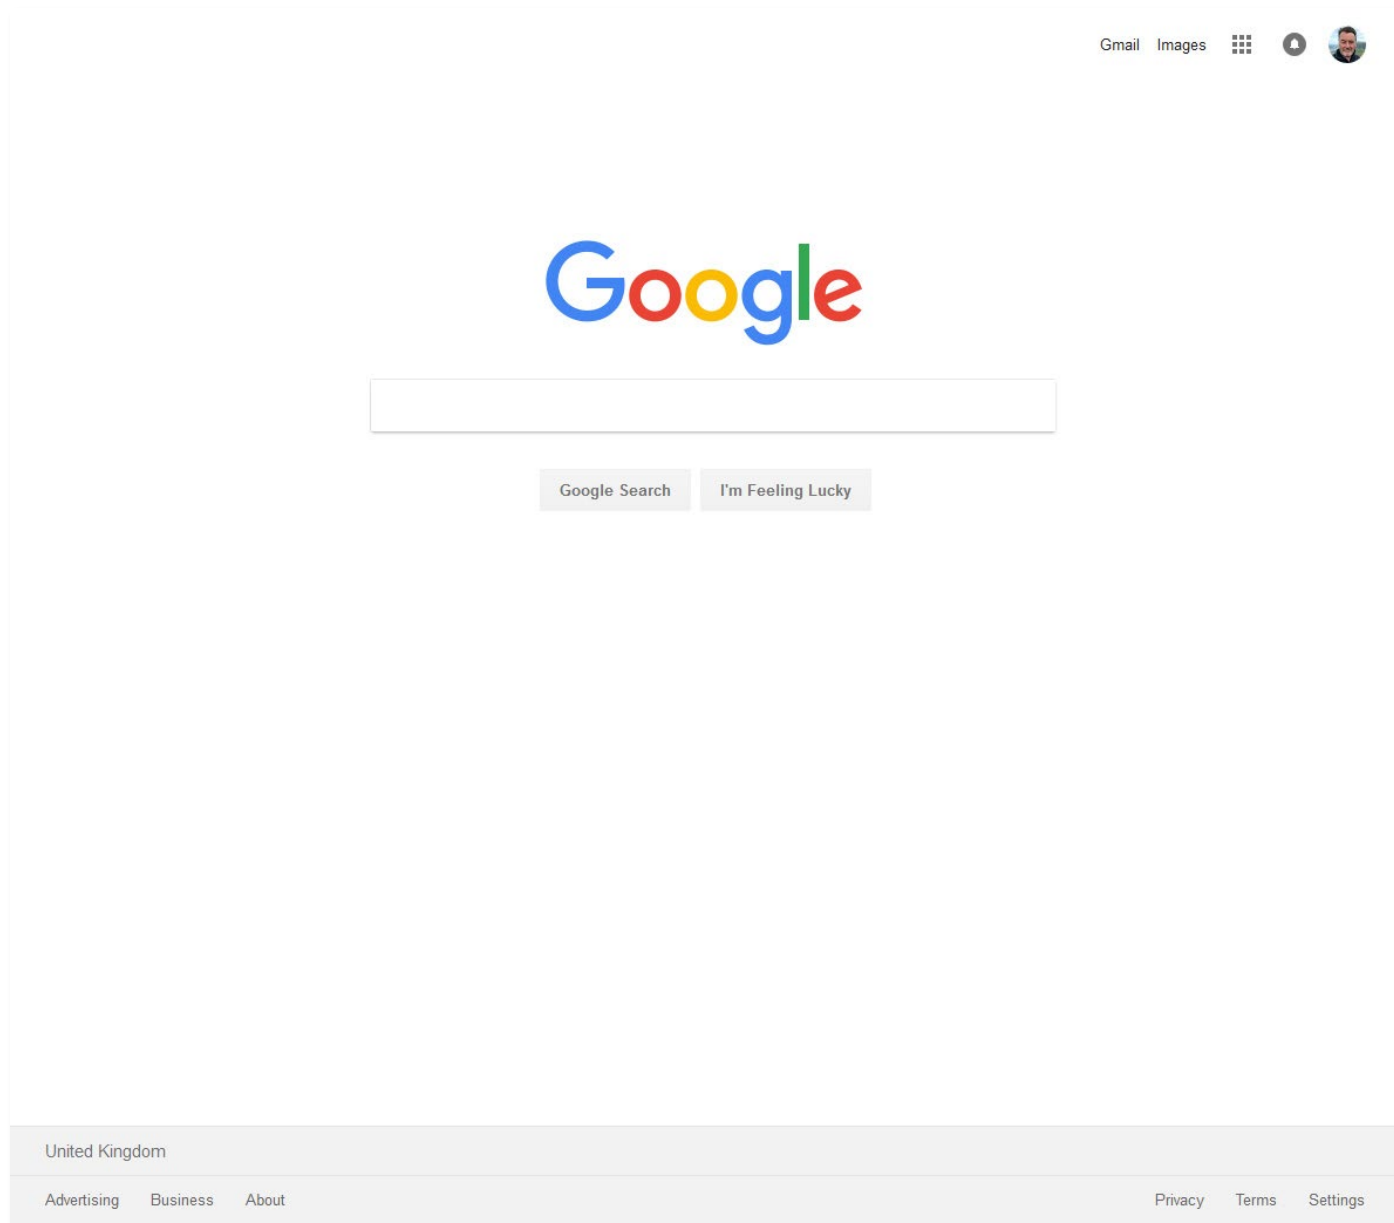 Gmail Images
Google
Google Search I'm Feeling Lucky
United Kingdom
Advertising Business About Privacy Terms Settings